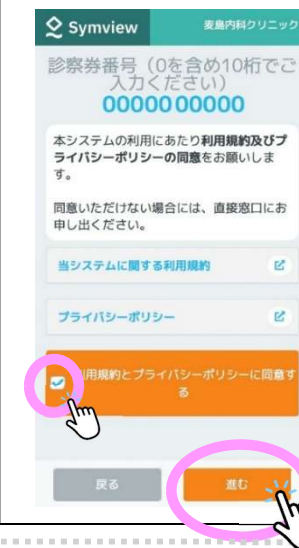 Symview
麦島内科クリニック
診察券番号（0を含め10桁でご
入力ください）
0000000000
本システムの利用にあたり利用規約及びプ
ライバシーポリシーの同意をお願いしま
す。
同意いただけない場合には、直接窓口にお
申し出ください。
当システムに関する利用規約
プライバシーポリシー
利用規約とプライバシーポリシーに同意す
る
戻る
進む